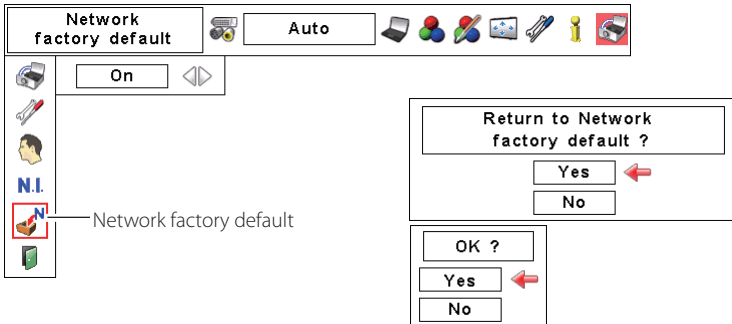 Network
factory default
Auto
On
N.I.
N
Network factory default
Return to Network
factory default ?
Yes
No
OK ?
Yes
No